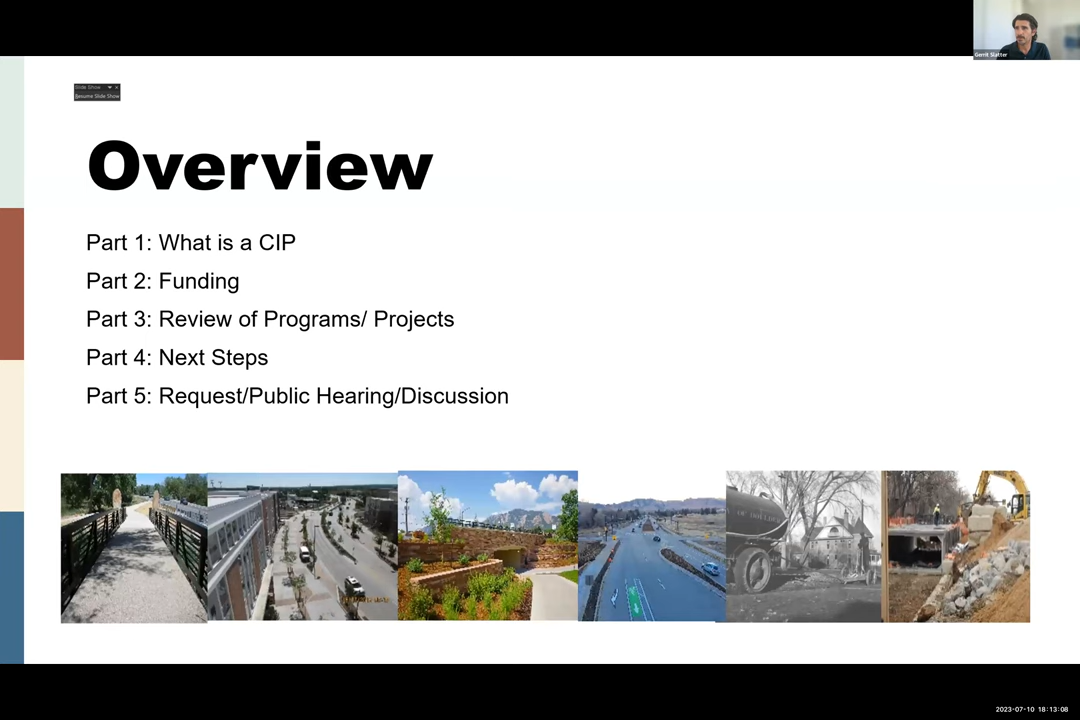 Gerrit Slatter
Slide Show
Resume Slide Show
Overview
Part 1: What is a CIP
Part 2: Funding
Part 3: Review of Programs/ Projects
Part 4: Next Steps
Part 5: Request/Public Hearing/Discussion
2023-07-10 18:13:08